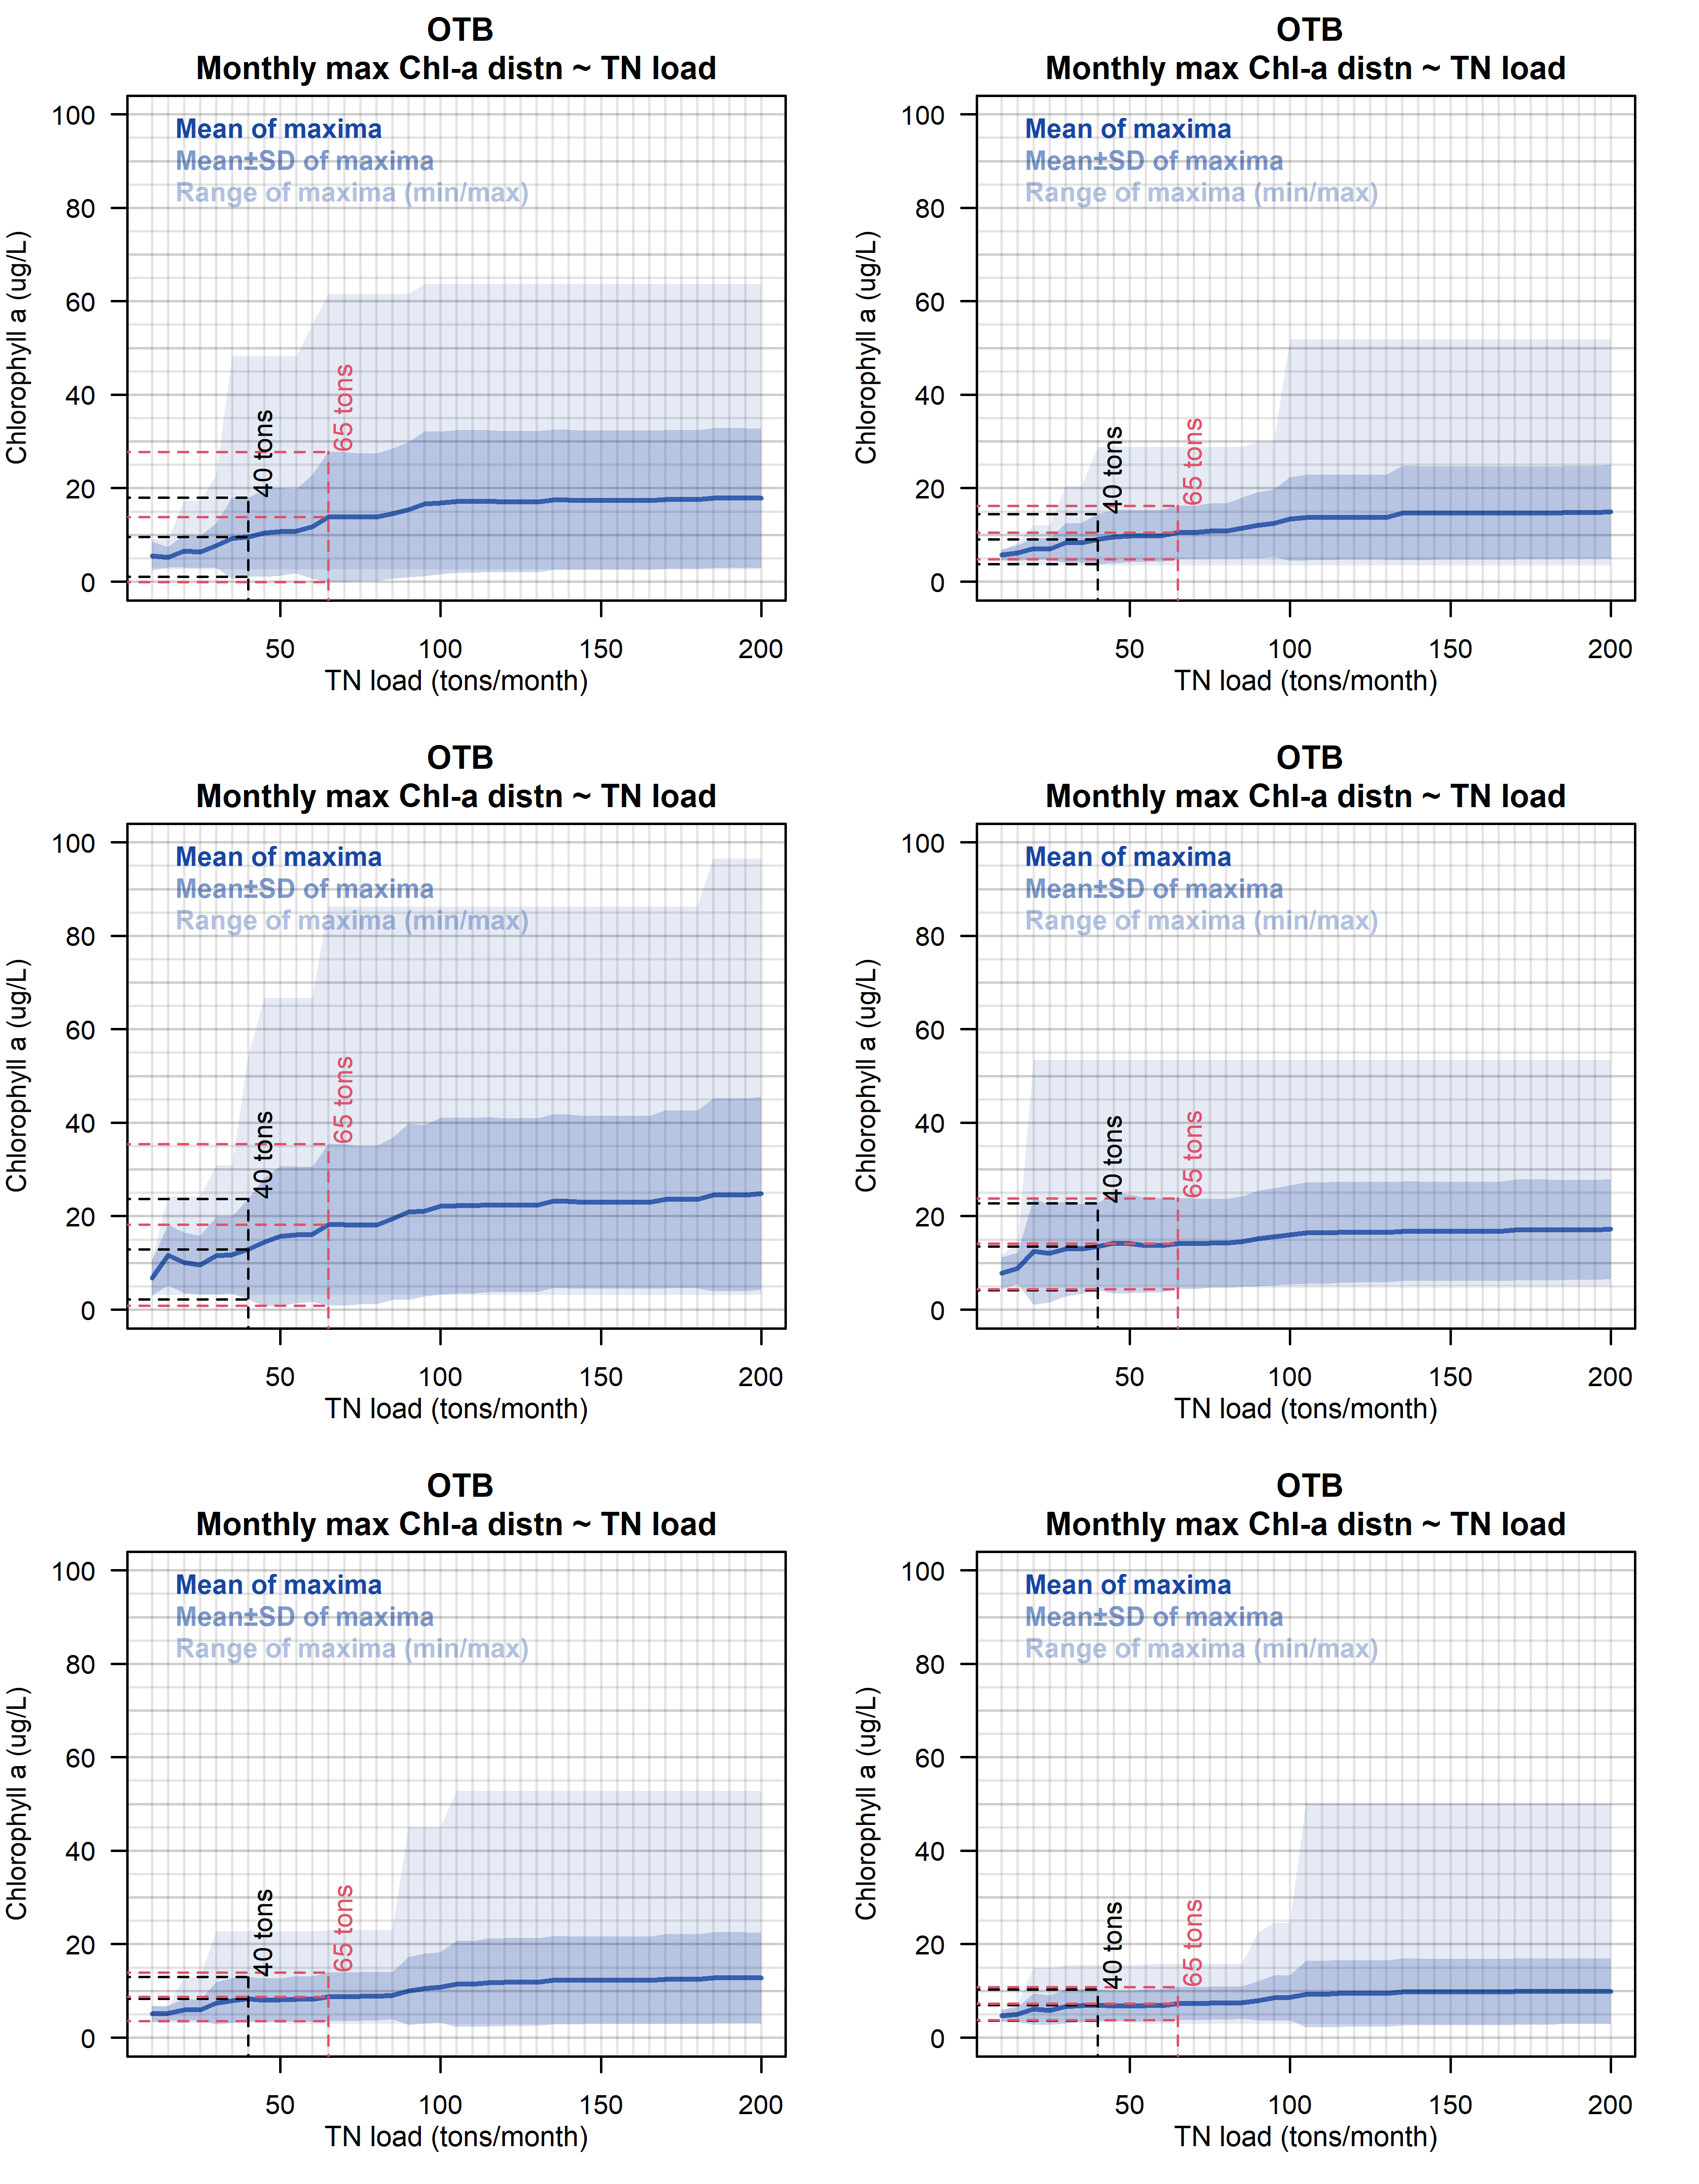 OTB
Monthly max Chl-a distn ~ TN load
Mean of maxima
Mean±SD of maxima
Range of maxima (min/max)
Chlorophyll a (ug/L)
100
80
60
40
20
0
40 tons
65 tons
50 100 150 200
TN load (tons/month)
OTB
Monthly max Chl-a distn ~ TN load
Mean of maxima
Mean±SD of maxima
Range of maxima (min/max)
Chlorophyll a (ug/L)
100
80
60
40
20
0
40 tons
65 tons
50 100 150 200
TN load (tons/month)
OTB
Monthly max Chl-a distn ~ TN load
Mean of maxima
Mean±SD of maxima
Range of maxima (min/max)
Chlorophyll a (ug/L)
100
80
60
40
20
0
40 tons
65 tons
50 100 150 200
TN load (tons/month)
OTB
Monthly max Chl-a distn ~ TN load
Mean of maxima
Mean±SD of maxima
Range of maxima (min/max)
Chlorophyll a (ug/L)
100
80
60
40
20
0
40 tons
65 tons
50 100 150 200
TN load (tons/month)
OTB
Monthly max Chl-a distn ~ TN load
Mean of maxima
Mean±SD of maxima
Range of maxima (min/max)
Chlorophyll a (ug/L)
100
80
60
40
20
0
40 tons
65 tons
50 100 150 200
TN load (tons/month)
OTB
Monthly max Chl-a distn ~ TN load
Mean of maxima
Mean±SD of maxima
Range of maxima (min/max)
Chlorophyll a (ug/L)
100
80
60
40
20
0
40 tons
65 tons
50 100 150 200
TN load (tons/month)